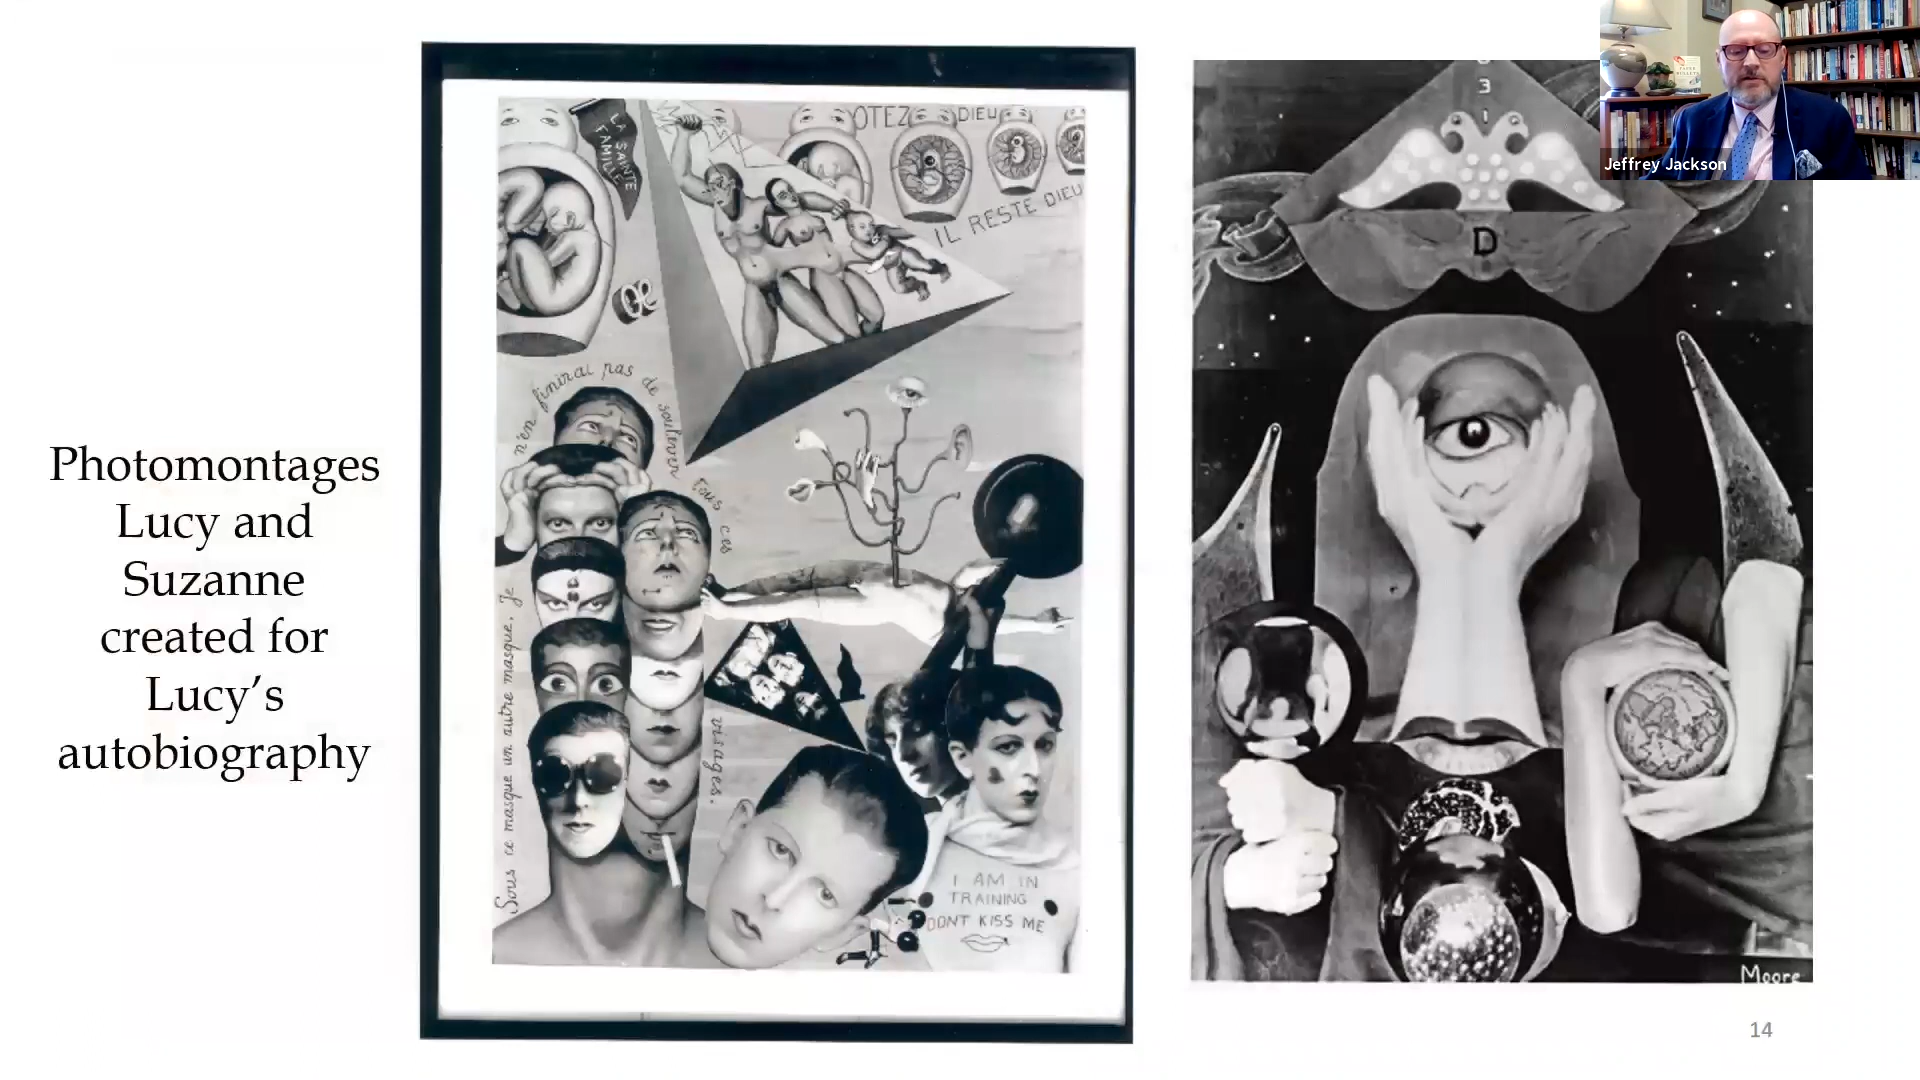 Photomontages
Lucy and
Suzanne
created for
Lucy’s
autobiography
LA SAINTE
FAMILLE
OTEZ DIEU
IL RESTE DIEU
Sous ce masque un autre masque. Je
n'en finirai pas de soulever tous ces
visages.
I AM IN
TRAINING
DONT KISS ME
3
I
D
Moore
Jeffrey Jackson
14